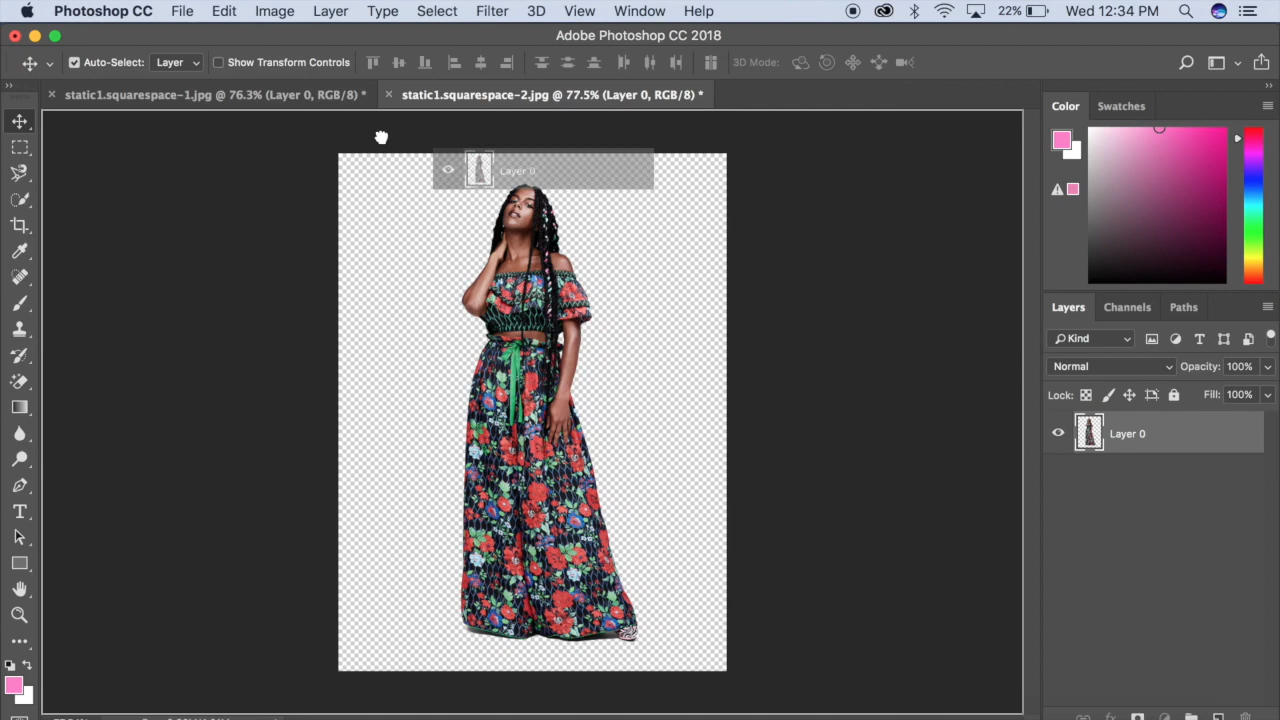 Photoshop CC File Edit Image Layer Type Select Filter 3D View Window Help 22% Wed 12:34 PM
Adobe Photoshop CC 2018
Auto-Select: Layer Show Transform Controls 3D Mode:
static1.squarespace-1.jpg @ 76.3% (Layer 0, RGB/8) * static1.squarespace-2.jpg @ 77.5% (Layer 0, RGB/8) *
Color Swatches
Layer 0
Layers Channels Paths
Kind
Normal Opacity: 100%
Lock: Fill: 100%
Layer 0